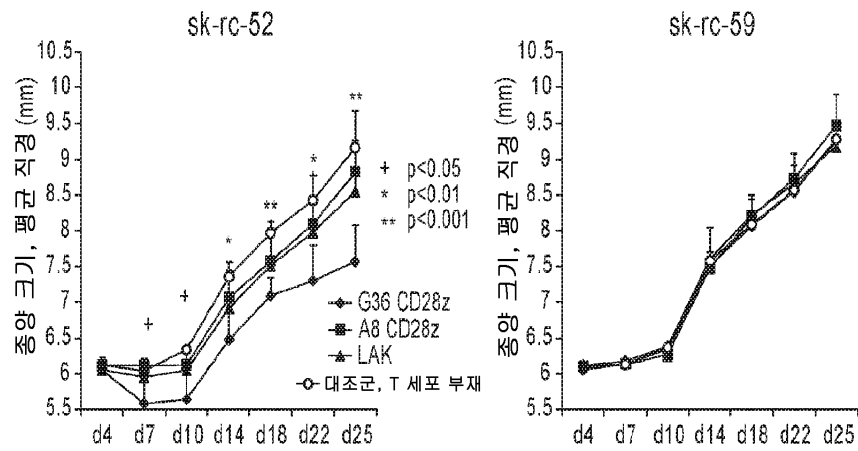 sk-rc-52
종양 크기, 평균 직경 (mm)
10.5
10
9.5
9
8.5
8
7.5
7
6.5
6
5.5
d4 d7 d10 d14 d18 d22 d25
+ + * ** * **
+ p<0.05
* p<0.01
** p<0.001
G36 CD28z
A8 CD28z
LAK
대조군, T 세포 부재
sk-rc-59
종양 크기, 평균 직경 (mm)
10.5
10
9.5
9
8.5
8
7.5
7
6.5
6
5.5
d4 d7 d10 d14 d18 d22 d25